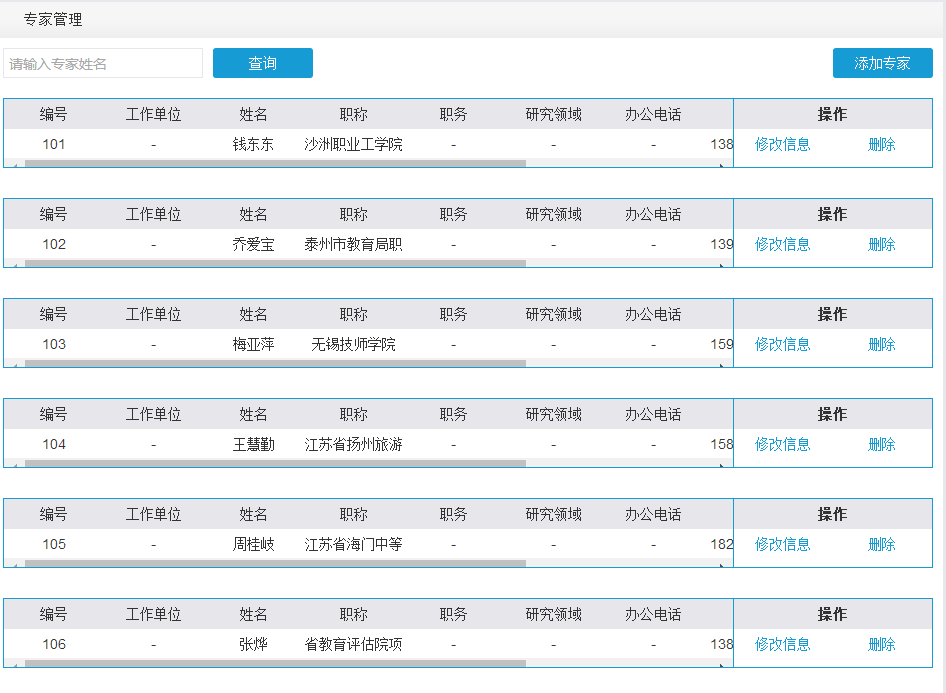 专家管理
请输入专家姓名 查询 添加专家
编号 工作单位 姓名 职称 职务 研究领域 办公电话 操作
101 - 钱东东 沙洲职业工学院 - - - 138 修改信息 删除
编号 工作单位 姓名 职称 职务 研究领域 办公电话 操作
102 - 乔爱宝 泰州市教育局职 - - - 139 修改信息 删除
编号 工作单位 姓名 职称 职务 研究领域 办公电话 操作
103 - 梅亚萍 无锡技师学院 - - - 159 修改信息 删除
编号 工作单位 姓名 职称 职务 研究领域 办公电话 操作
104 - 王慧勤 江苏省扬州旅游 - - - 158 修改信息 删除
编号 工作单位 姓名 职称 职务 研究领域 办公电话 操作
105 - 周桂岐 江苏省海门中等 - - - 182 修改信息 删除
编号 工作单位 姓名 职称 职务 研究领域 办公电话 操作
106 - 张烨 省教育评估院项 - - - 138 修改信息 删除